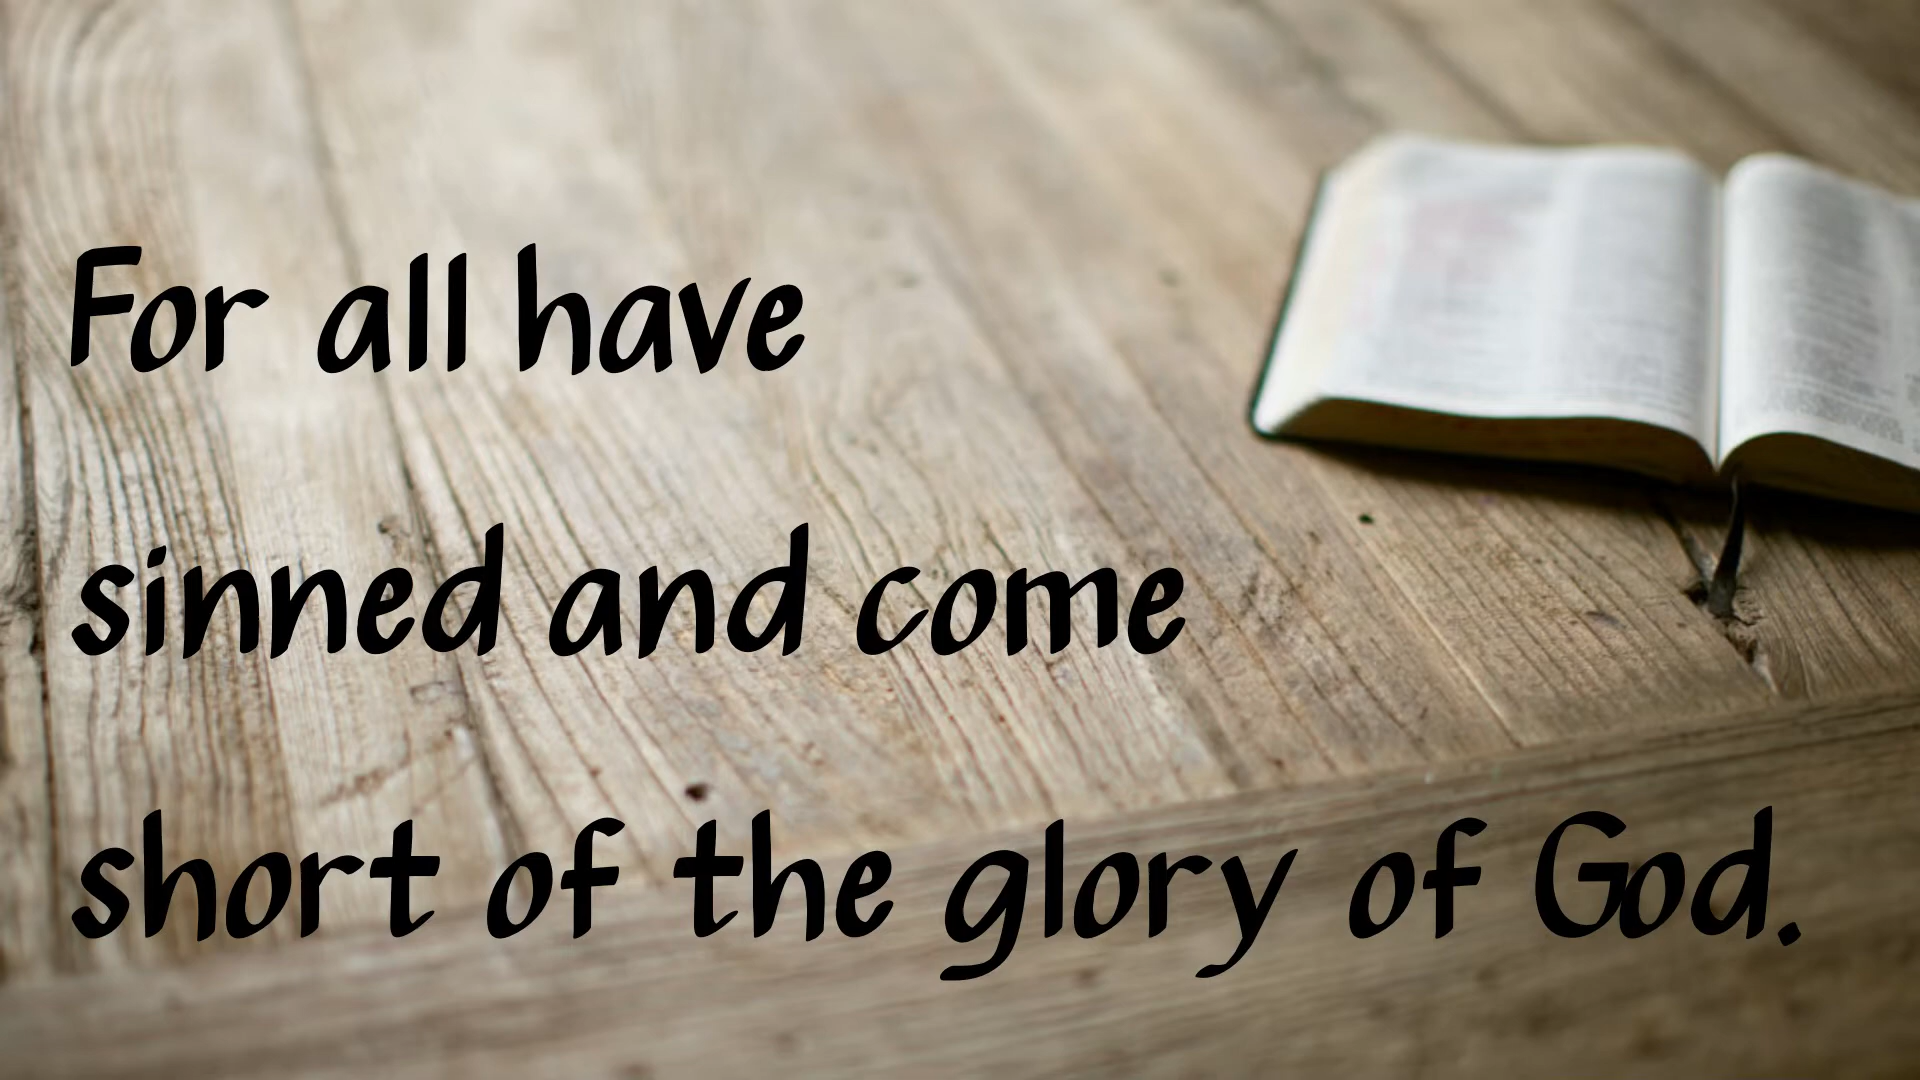 For all have
sinned and come
short of the glory of God.